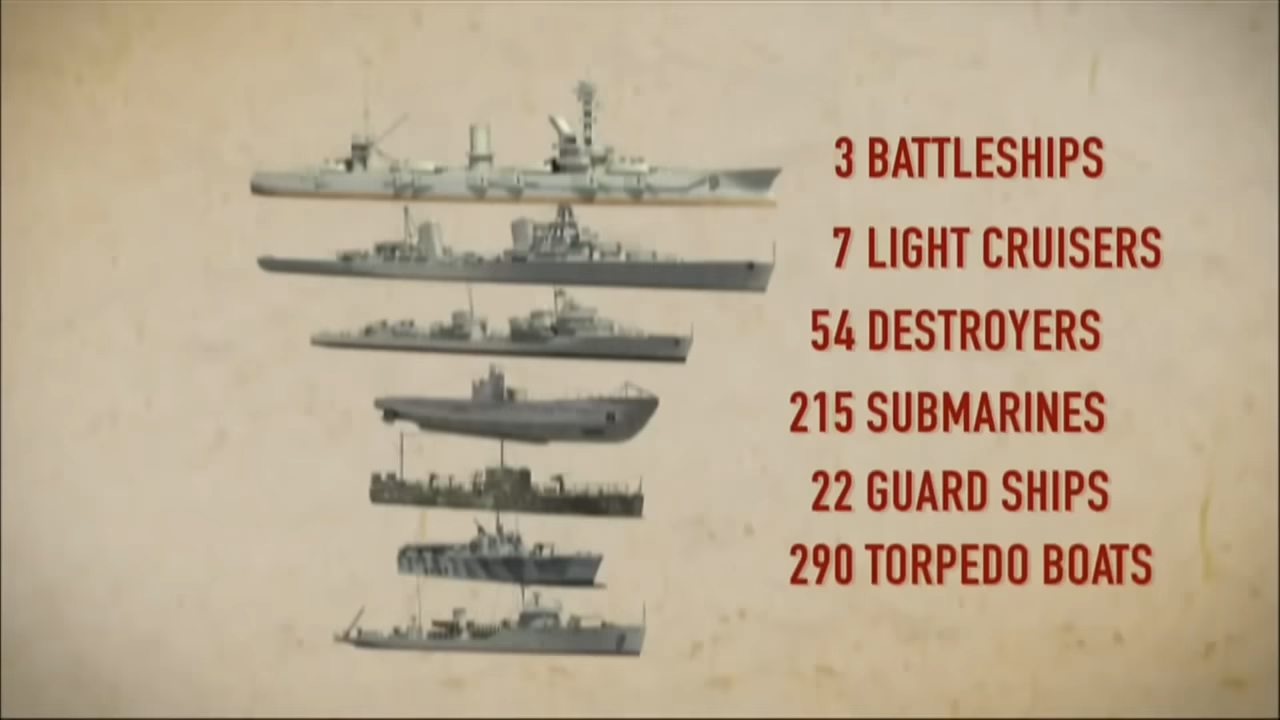 3 BATTLESHIPS
7 LIGHT CRUISERS
54 DESTROYERS
215 SUBMARINES
22 GUARD SHIPS
290 TORPEDO BOATS